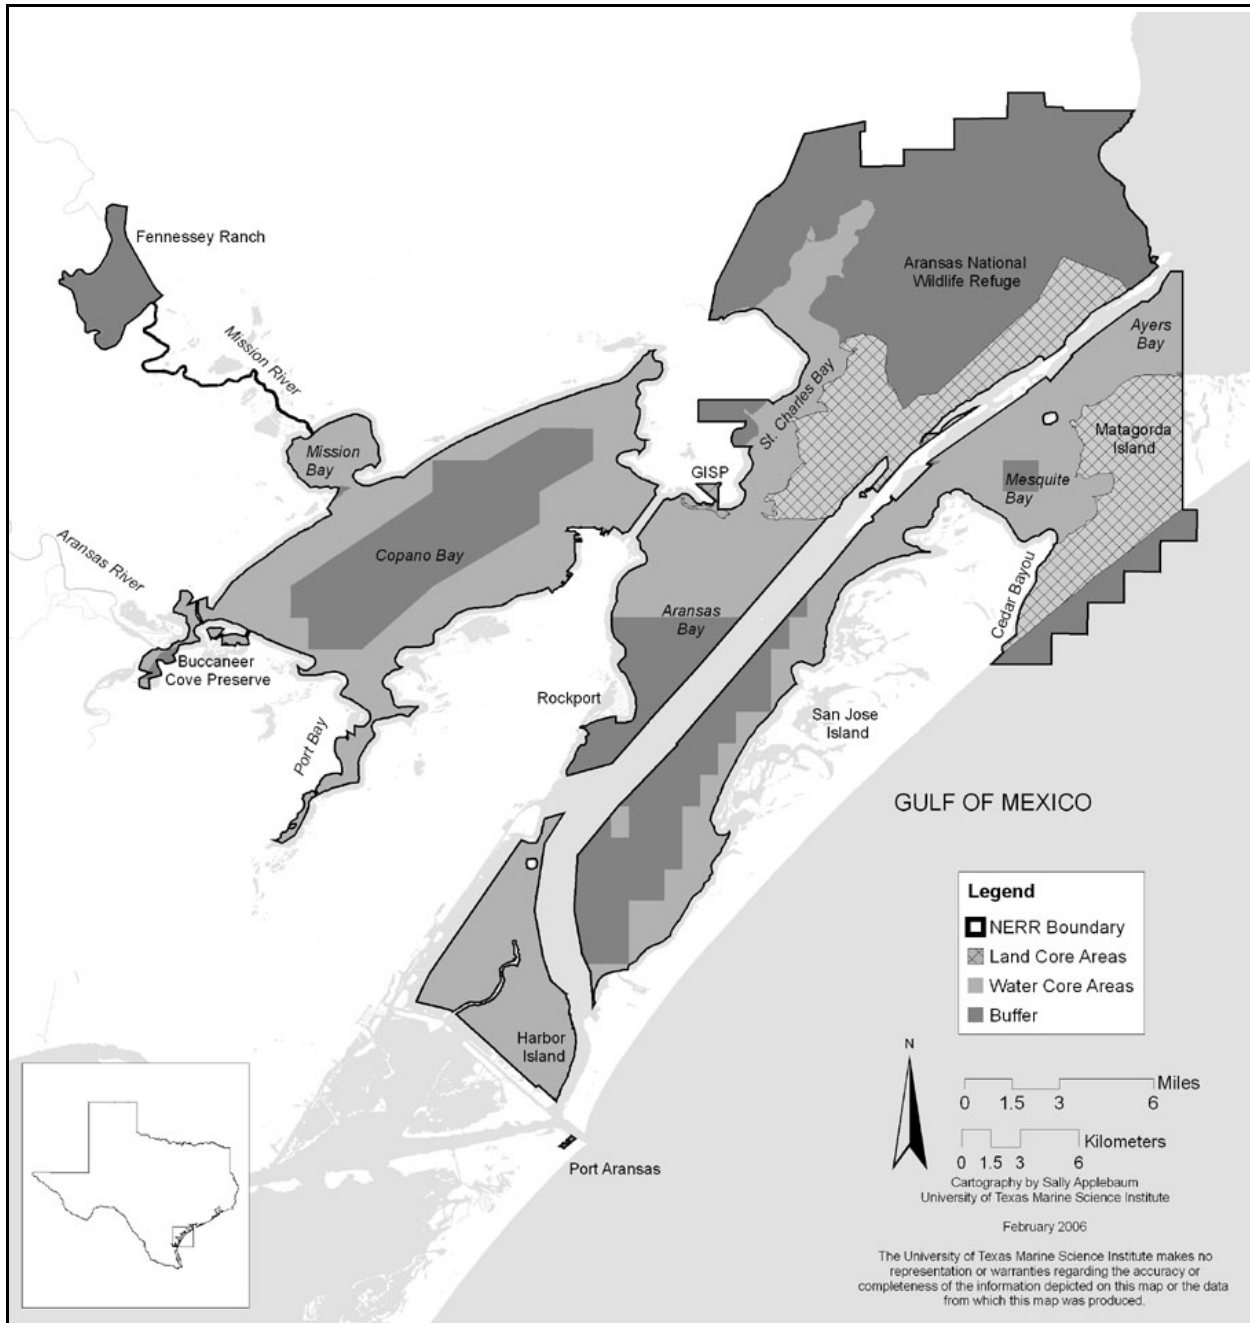 Fennessey Ranch
Aransas National
Wildlife Refuge
Ayers
Bay
Mission River
St. Charles Bay
Matagorda
Island
Mission
Bay
GISP
Mesquite
Bay
Copano Bay
Aransas River
Aransas
Bay
Cedar Bayou
Buccaneer
Cove Preserve
Rockport
San Jose
Island
Port Bay
GULF OF MEXICO
Legend
NERR Boundary
Land Core Areas
Water Core Areas
Buffer
Harbor
Island
N
Miles
0 1.5 3 6
Kilometers
0 1.5 3 6
Port Aransas
Cartography by Sally Applebaum
University of Texas Marine Science Institute
February 2006
The University of Texas Marine Science Institute makes no
representation or warranties regarding the accuracy or
completeness of the information depicted on this map or the data
from which this map was produced.